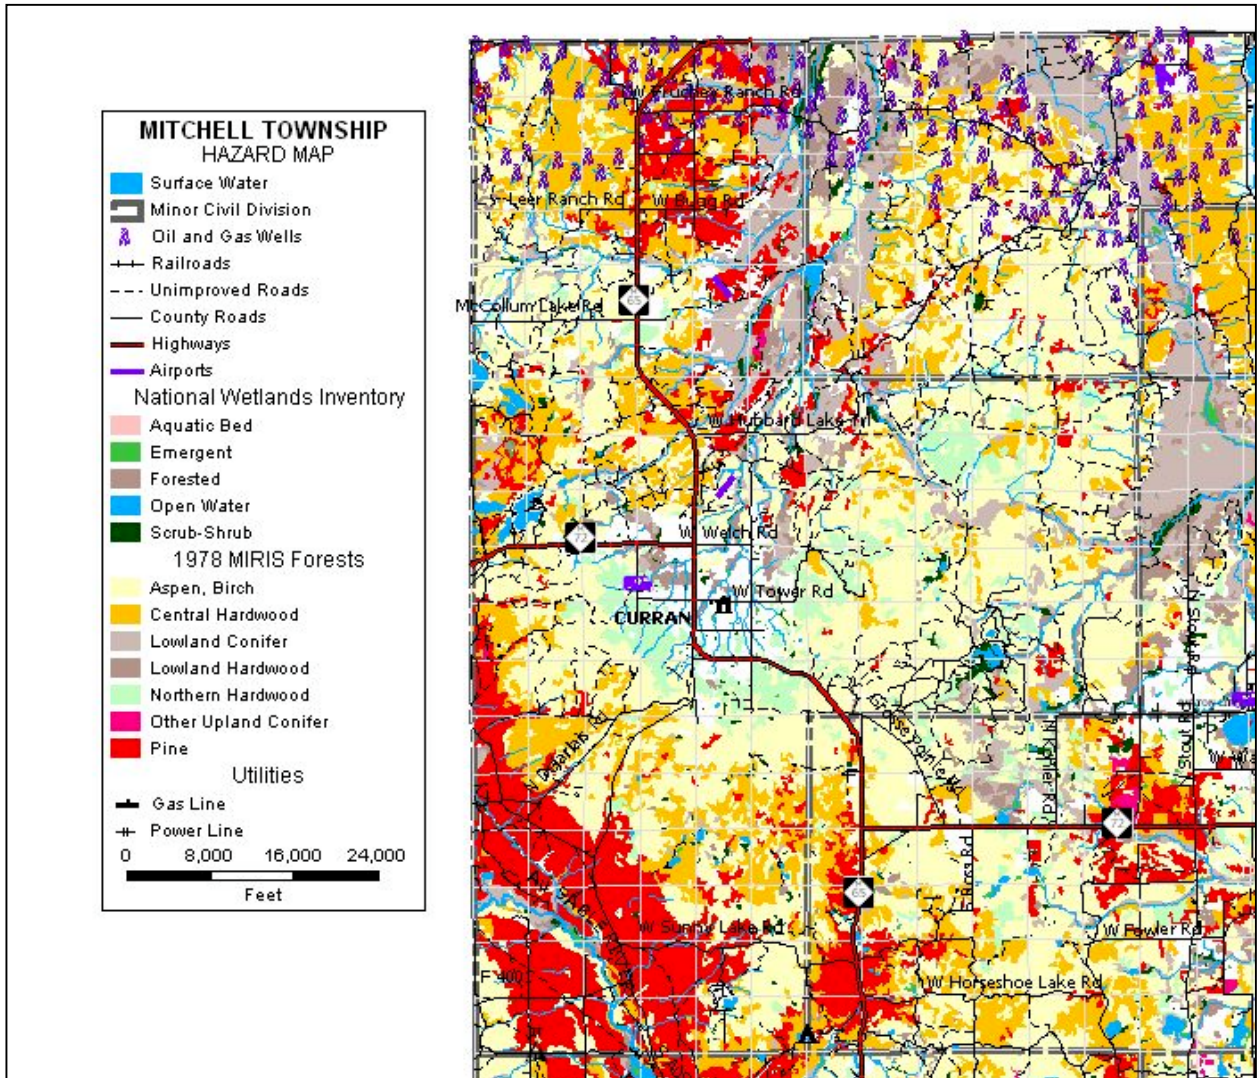 MITCHELL TOWNSHIP
HAZARD MAP
Surface Water
Minor Civil Division
Oil and Gas Wells
Railroads
Unimproved Roads
County Roads
Highways
Airports
National Wetlands Inventory
Aquatic Bed
Emergent
Forested
Open Water
Scrub-Shrub
1978 MIRIS Forests
Aspen, Birch
Central Hardwood
Lowland Conifer
Lowland Hardwood
Northern Hardwood
Other Upland Conifer
Pine
Utilities
Gas Line
Power Line
0 8,000 16,000 24,000
Feet
Ranch Rd
Leer Ranch Rd
W Bugg Rd
65
McCollum Lake Rd
W Hubbard Lake Trl
72
W Welch Rd
W Tower Rd
CURRAN
N Kohler Rd
Stout Rd
72
65
W Sunny Lake Rd
W Fowler Rd
F 400
W Horseshoe Lake Rd